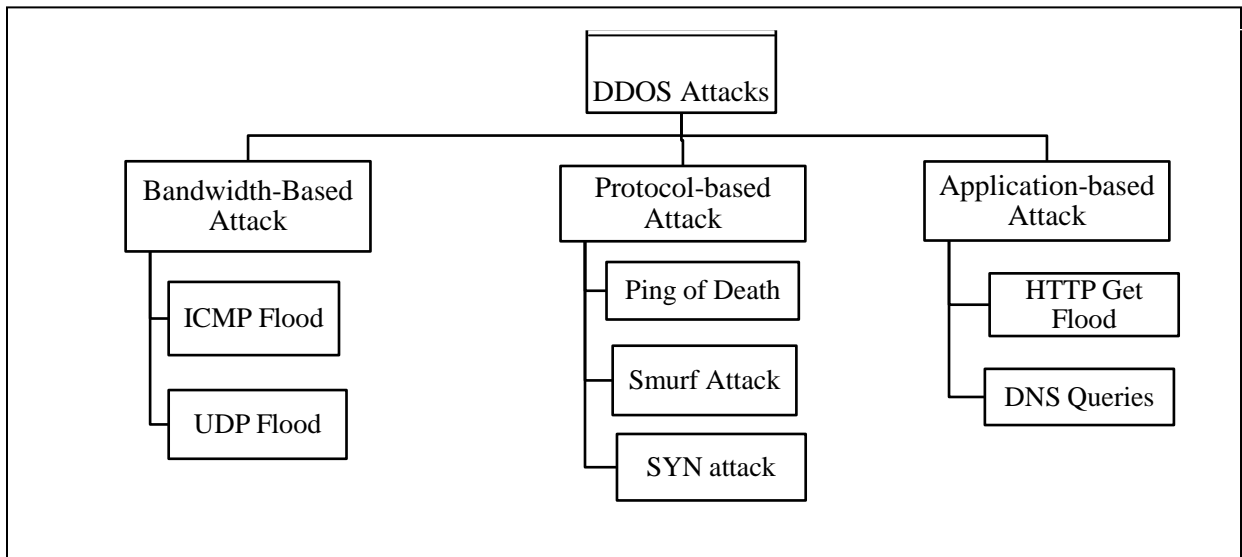 DDOS Attacks
Bandwidth-Based
Attack
ICMP Flood
UDP Flood
Protocol-based
Attack
Ping of Death
Smurf Attack
SYN attack
Application-based
Attack
HTTP Get
Flood
DNS Queries